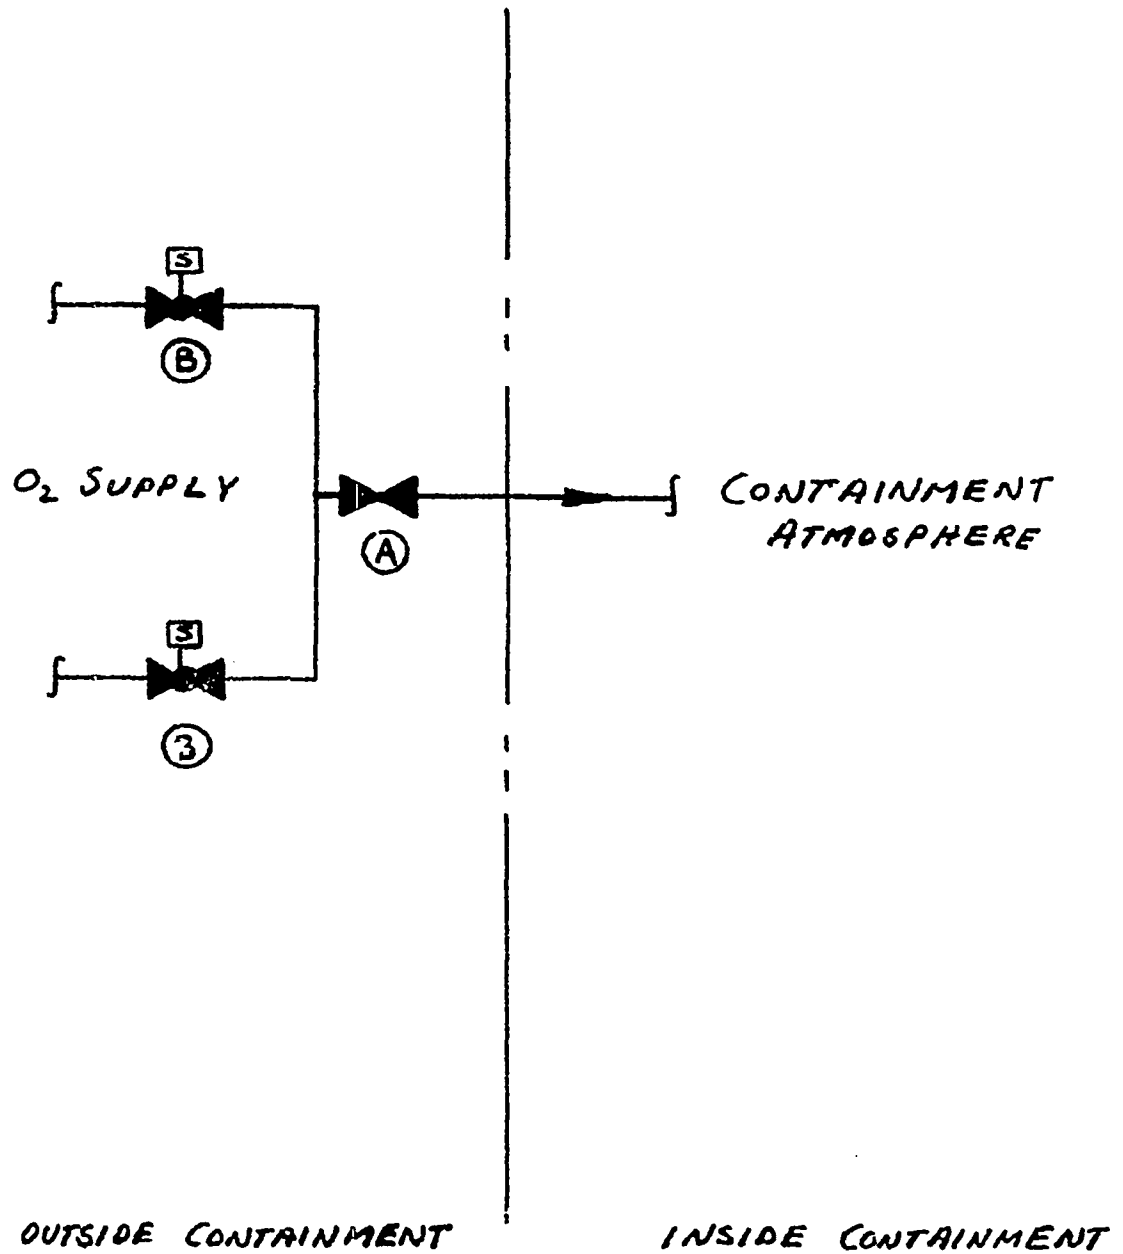 S
B
O₂ SUPPLY
CONTAINMENT
ATMOSPHERE
A
S
3
OUTSIDE CONTAINMENT
INSIDE CONTAINMENT